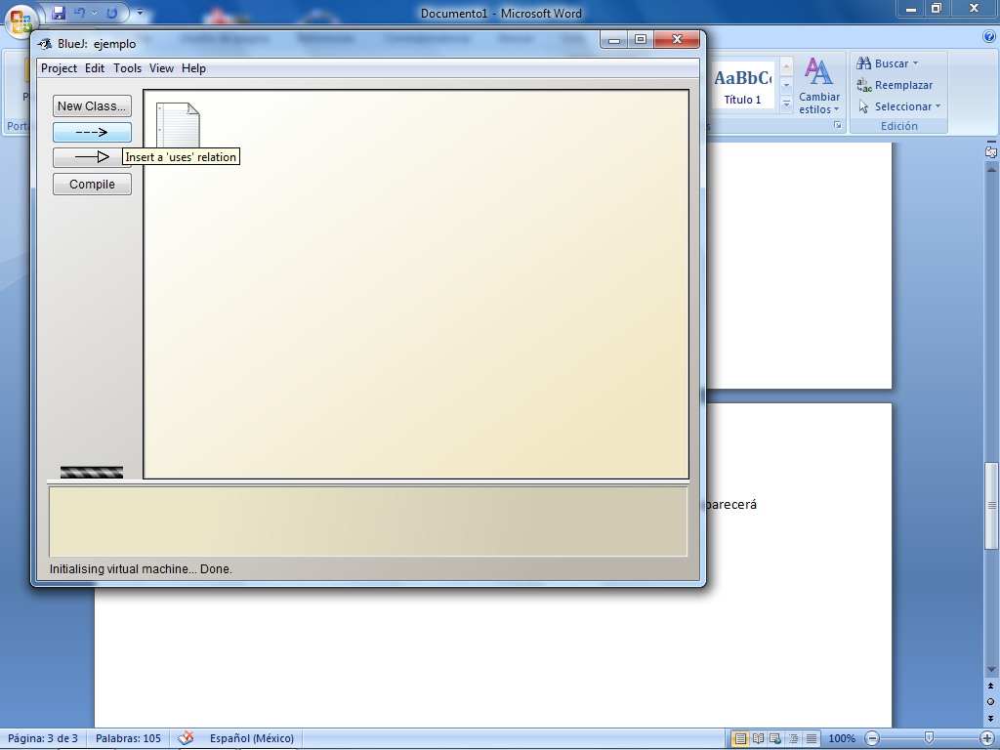 Documento1 - Microsoft Word
BlueJ: ejemplo
Project Edit Tools View Help
New Class...
Insert a 'uses' relation
Compile
Initialising virtual machine... Done.
AaBbC
Título 1
Cambiar
estilos
Buscar
Reemplazar
Seleccionar
Edición
parecerá
Página: 3 de 3
Palabras: 105
Español (México)
100%